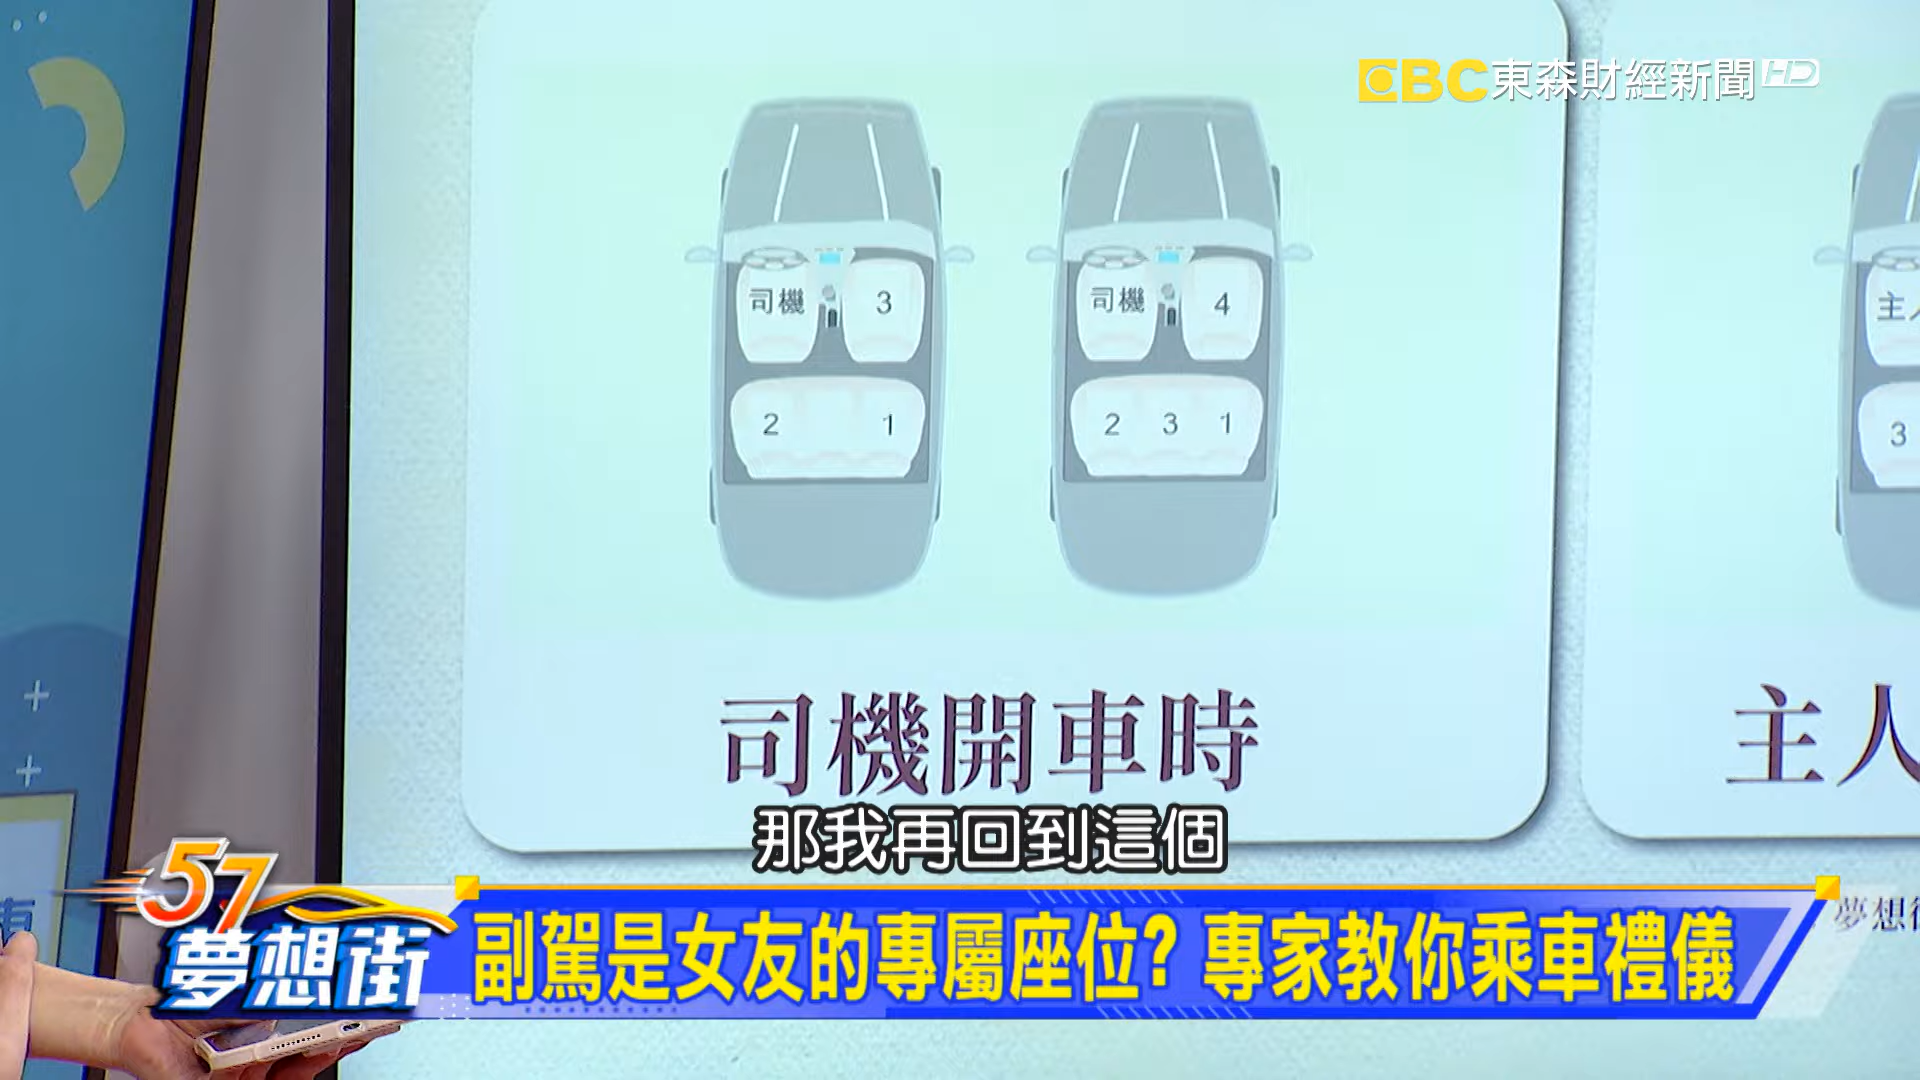 EBC東森財經新聞HD
司機 3
2 1
司機 4
2 3 1
3
司機開車時
主人
那我再回到這個
57夢想街
副駕是女友的專屬座位? 專家教你乘車禮儀
夢想